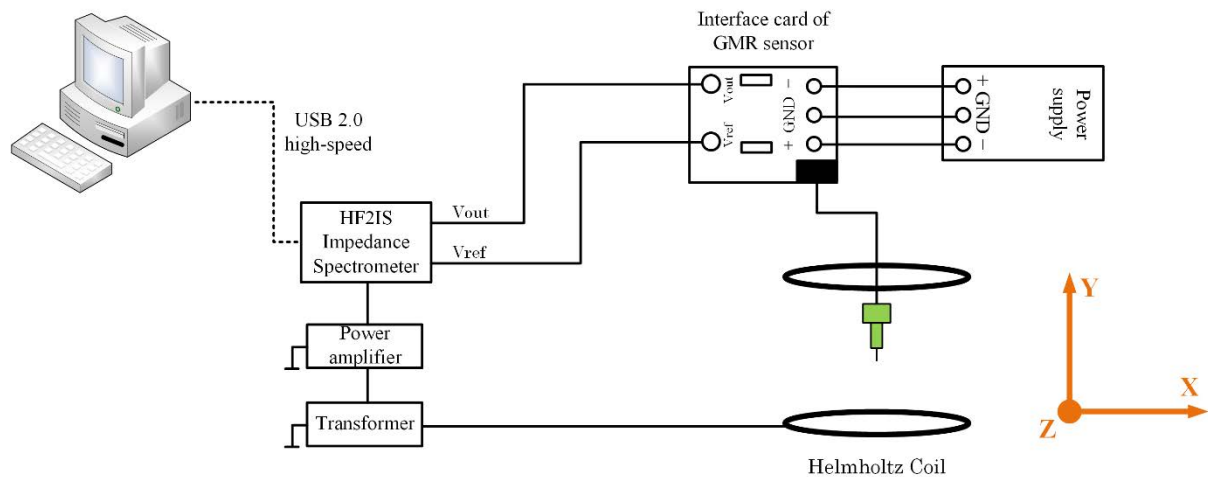 Interface card of
GMR sensor
Vout
Vref
−
GND
+
+
GND
−
Power
supply
USB 2.0
high-speed
HF2IS
Impedance
Spectrometer
Vout
Vref
Power
amplifier
Transformer
Helmholtz Coil
Y
X
Z